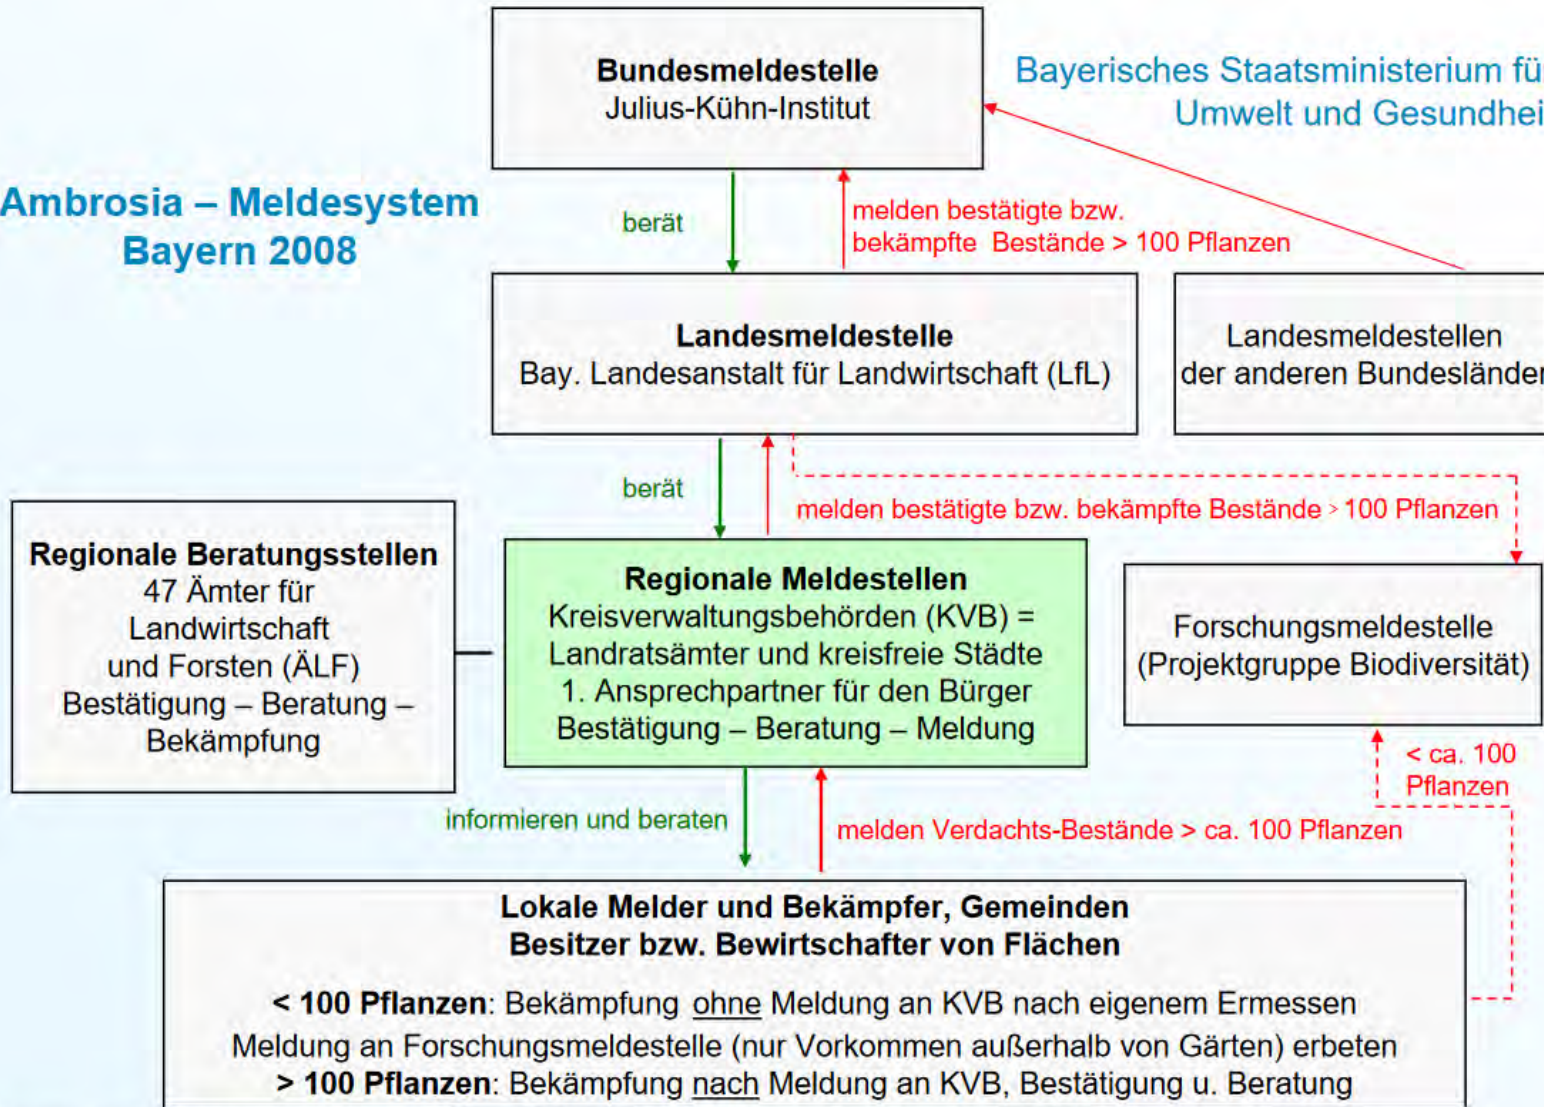 Bundesmeldestelle
Julius-Kühn-Institut
Bayerisches Staatsministerium für
Umwelt und Gesundhei
Ambrosia – Meldesystem
Bayern 2008
berät
melden bestätigte bzw.
bekämpfte Bestände > 100 Pflanzen
Landesmeldestelle
Bay. Landesanstalt für Landwirtschaft (LfL)
Landesmeldestellen
der anderen Bundesländer
berät
melden bestätigte bzw. bekämpfte Bestände > 100 Pflanzen
Regionale Beratungsstellen
47 Ämter für
Landwirtschaft
und Forsten (ÄLF)
Bestätigung – Beratung –
Bekämpfung
Regionale Meldestellen
Kreisverwaltungsbehörden (KVB) =
Landratsämter und kreisfreie Städte
1. Ansprechpartner für den Bürger
Bestätigung – Beratung – Meldung
Forschungsmeldestelle
(Projektgruppe Biodiversität)
< ca. 100
Pflanzen
informieren und beraten
melden Verdachts-Bestände > ca. 100 Pflanzen
Lokale Melder und Bekämpfer, Gemeinden
Besitzer bzw. Bewirtschafter von Flächen
< 100 Pflanzen: Bekämpfung ohne Meldung an KVB nach eigenem Ermessen
Meldung an Forschungsmeldestelle (nur Vorkommen außerhalb von Gärten) erbeten
> 100 Pflanzen: Bekämpfung nach Meldung an KVB, Bestätigung u. Beratung